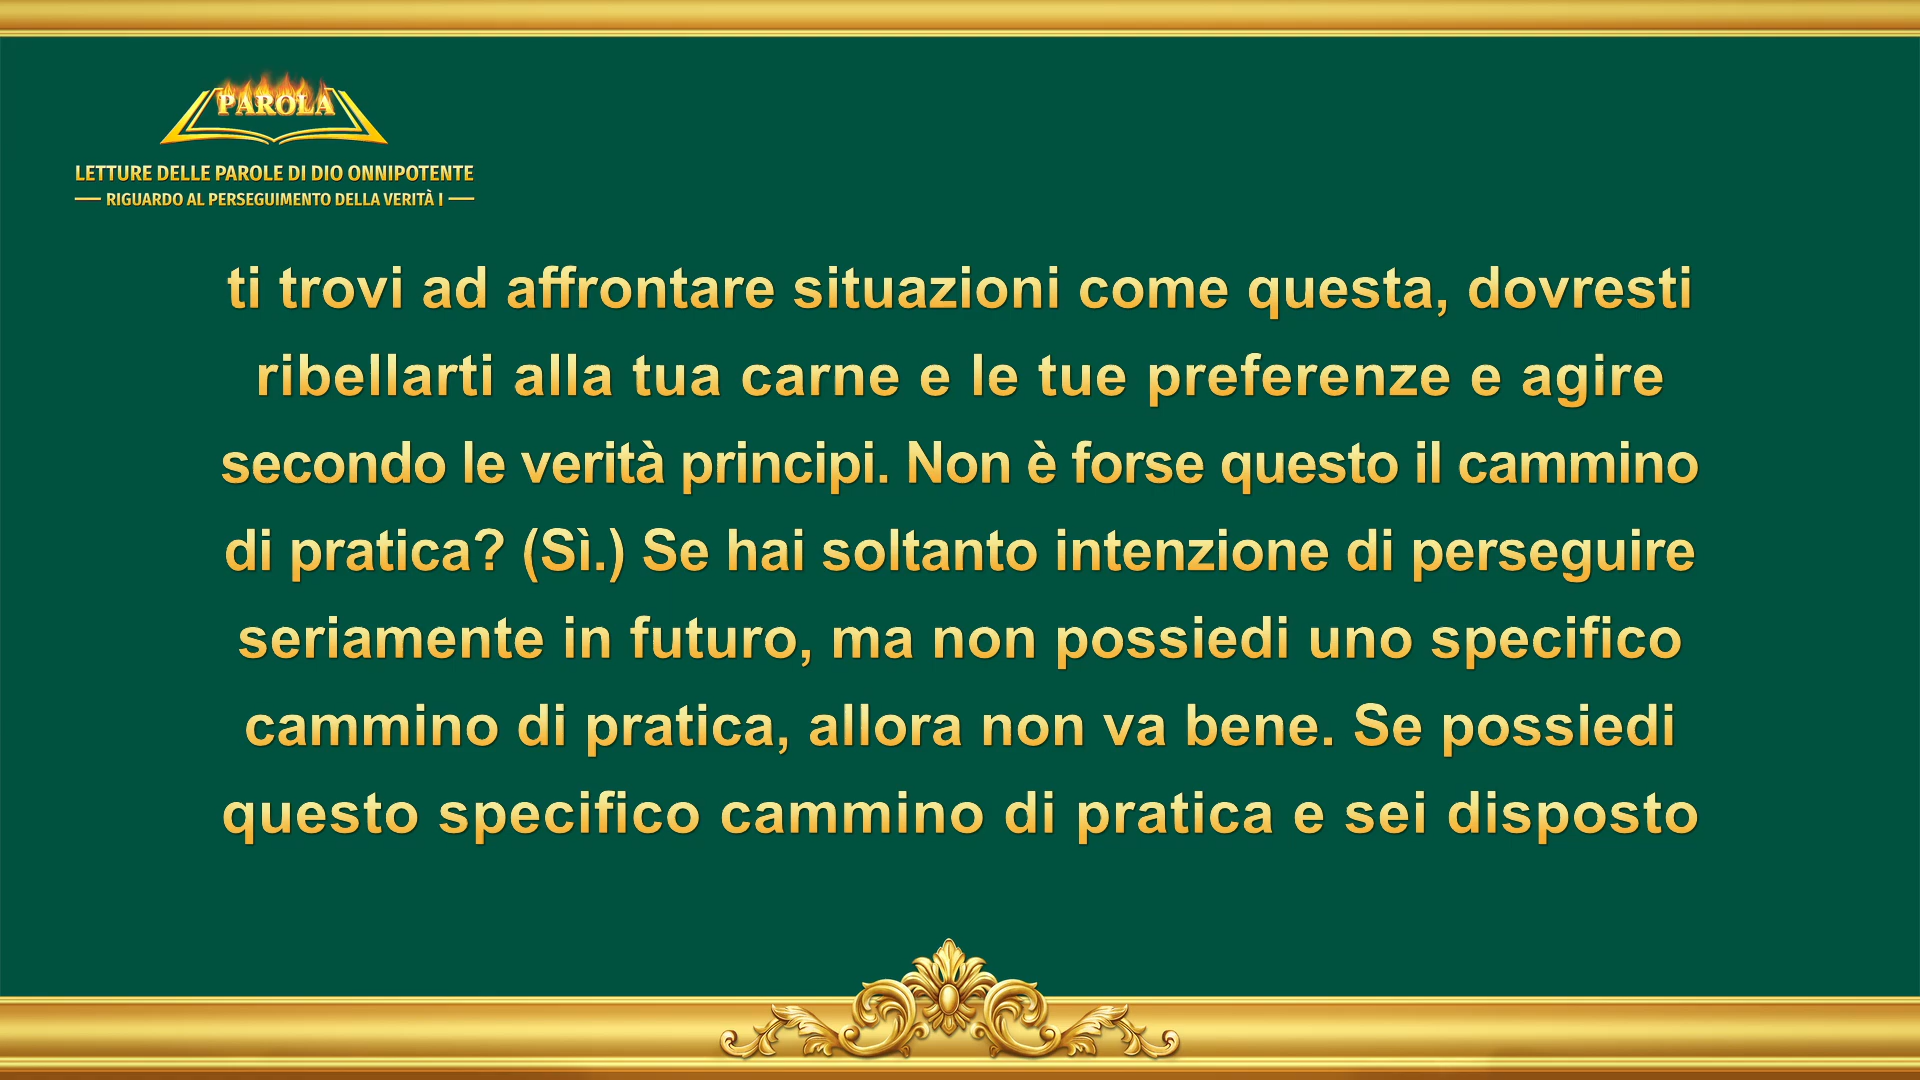 PAROLA
LETTURE DELLE PAROLE DI DIO ONNIPOTENTE
RIGUARDO AL PERSEGUIMENTO DELLA VERITÀ I
ti trovi ad affrontare situazioni come questa, dovresti
ribellarti alla tua carne e le tue preferenze e agire
secondo le verità principi. Non è forse questo il cammino
di pratica? (Sì.) Se hai soltanto intenzione di perseguire
seriamente in futuro, ma non possiedi uno specifico
cammino di pratica, allora non va bene. Se possiedi
questo specifico cammino di pratica e sei disposto